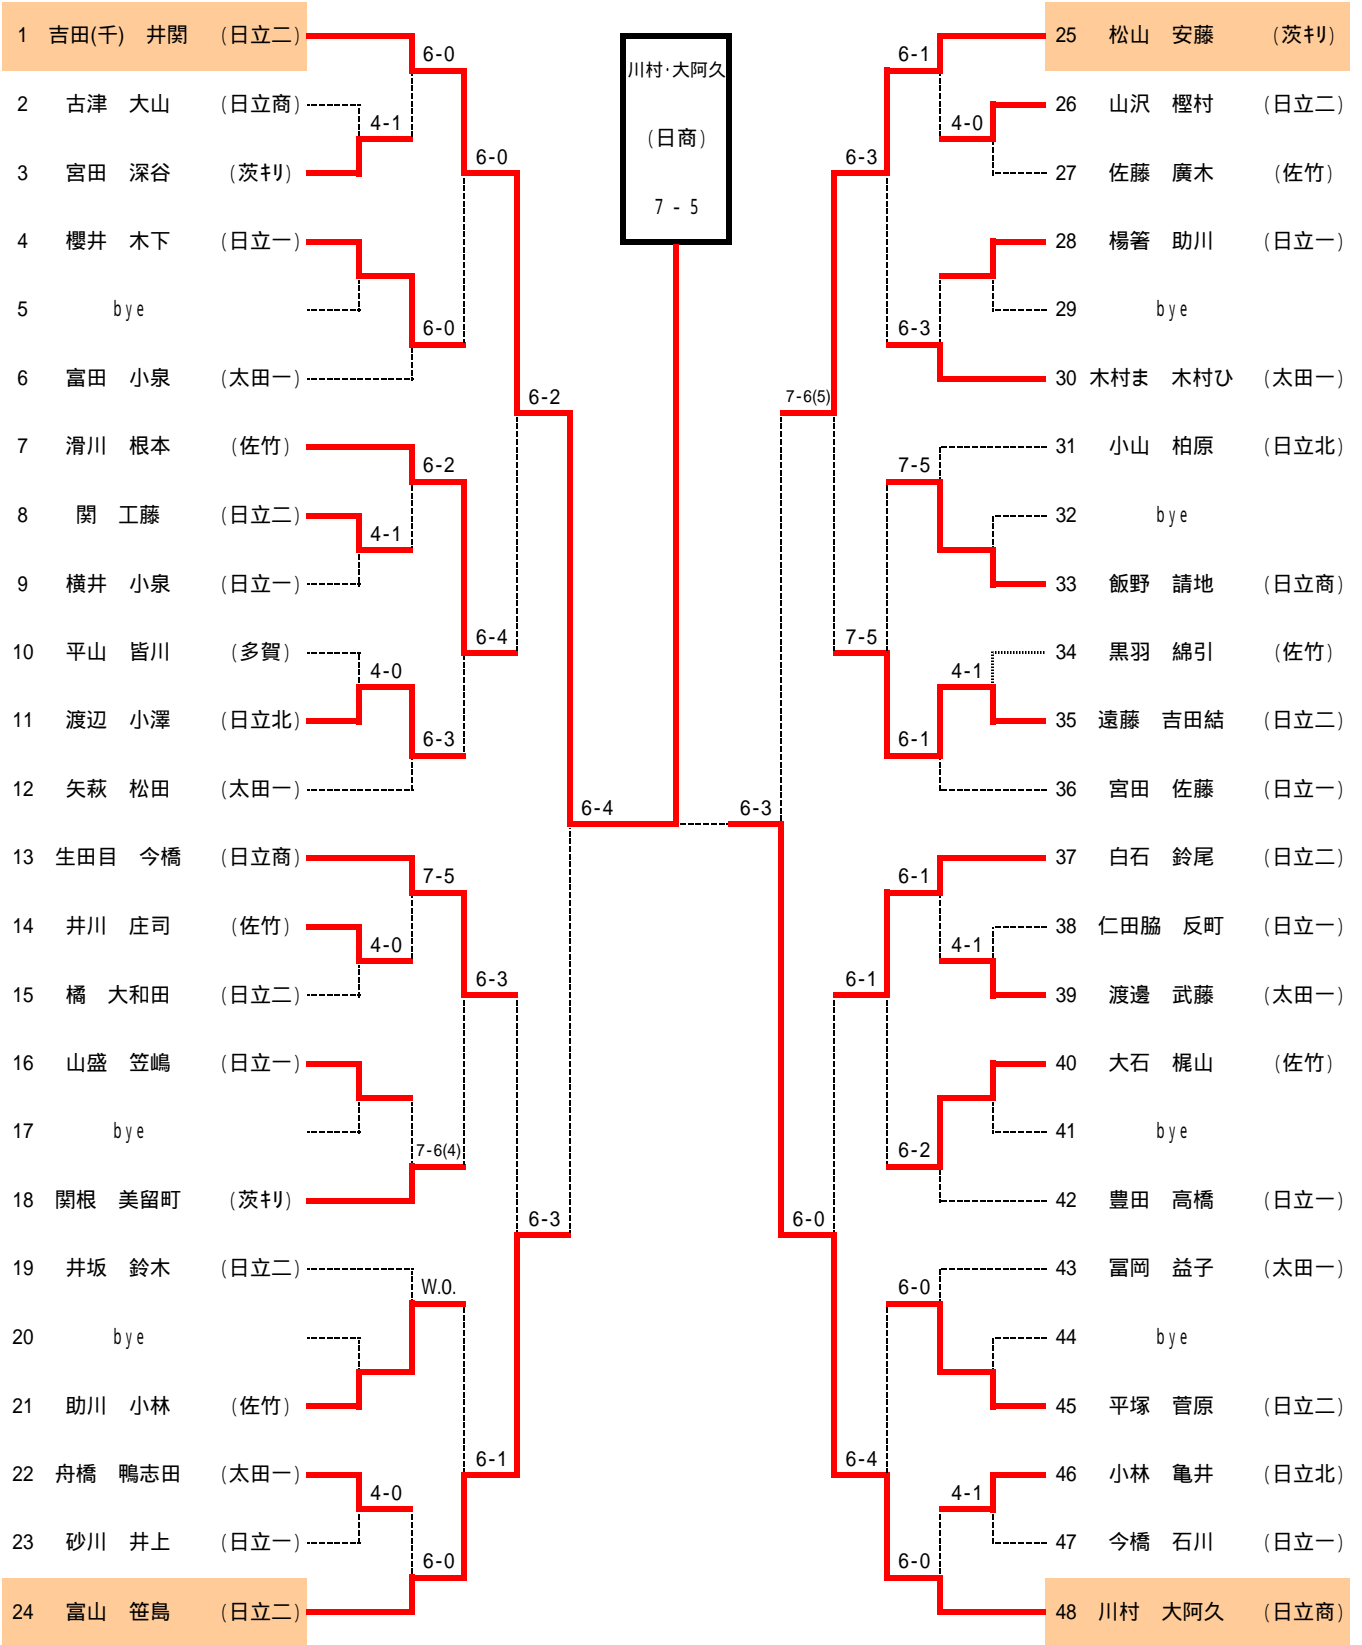 1 吉田(千) 井関 (日立二)
2 古津 大山 (日立商)
3 宮田 深谷 (茨ｷﾘ)
4 櫻井 木下 (日立一)
5 bye
6 富田 小泉 (太田一)
7 滑川 根本 (佐竹)
8 関 工藤 (日立二)
9 横井 小泉 (日立一)
10 平山 皆川 (多賀)
11 渡辺 小澤 (日立北)
12 矢萩 松田 (太田一)
13 生田目 今橋 (日立商)
14 井川 庄司 (佐竹)
15 橘 大和田 (日立二)
16 山盛 笠嶋 (日立一)
17 bye
18 関根 美留町 (茨ｷﾘ)
19 井坂 鈴木 (日立二)
20 bye
21 助川 小林 (佐竹)
22 舟橋 鴨志田 (太田一)
23 砂川 井上 (日立一)
24 富山 笹島 (日立二)
4-1
4-1
4-0
4-0
4-0
6-0
6-0
6-2
6-3
7-5
7-6(4)
W.O.
6-0
6-0
6-4
6-3
6-1
6-2
6-3
6-4
川村・大阿久
(日商)
7-5
6-3
7-6(5)
6-0
6-3
7-5
6-1
6-4
6-1
6-3
7-5
6-1
6-1
6-2
6-0
6-0
4-0
4-1
4-1
4-1
25 松山 安藤 (茨ｷﾘ)
26 山沢 樫村 (日立二)
27 佐藤 廣木 (佐竹)
28 楊箸 助川 (日立一)
29 bye
30 木村ま 木村ひ (太田一)
31 小山 柏原 (日立北)
32 bye
33 飯野 請地 (日立商)
34 黒羽 綿引 (佐竹)
35 遠藤 吉田結 (日立二)
36 宮田 佐藤 (日立一)
37 白石 鈴尾 (日立二)
38 仁田脇 反町 (日立一)
39 渡邊 武藤 (太田一)
40 大石 梶山 (佐竹)
41 bye
42 豊田 高橋 (日立一)
43 冨岡 益子 (太田一)
44 bye
45 平塚 菅原 (日立二)
46 小林 亀井 (日立北)
47 今橋 石川 (日立一)
48 川村 大阿久 (日立商)